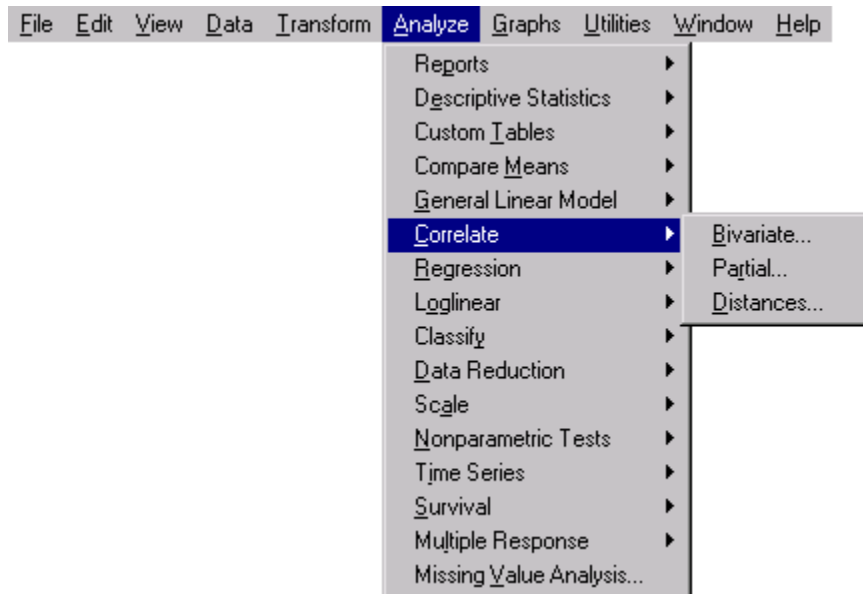 File Edit View Data Transform Analyze Graphs Utilities Window Help
Reports
Descriptive Statistics
Custom Tables
Compare Means
General Linear Model
Correlate
Bivariate...
Regression
Partial...
Loglinear
Distances...
Classify
Data Reduction
Scale
Nonparametric Tests
Time Series
Survival
Multiple Response
Missing Value Analysis...